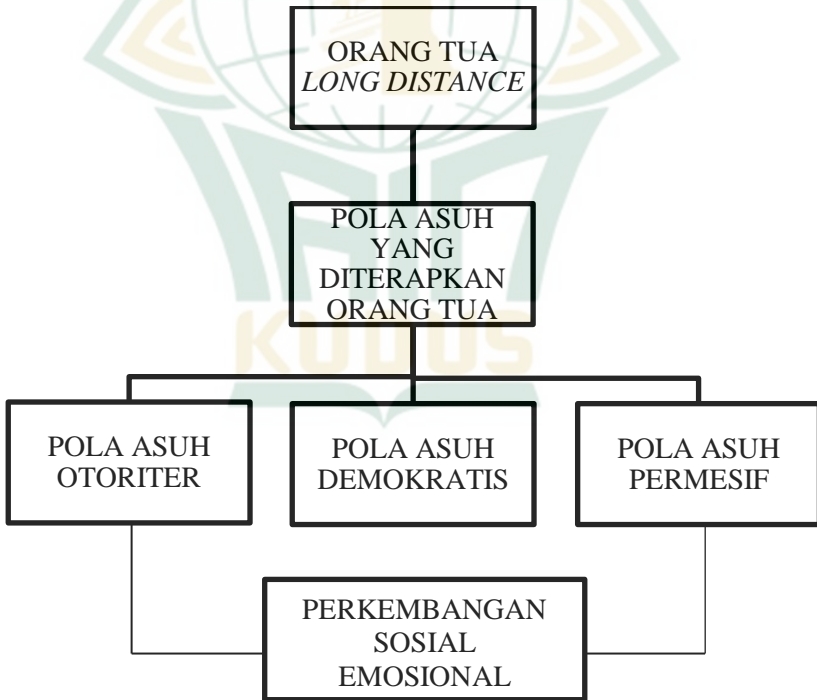 ORANG TUA
LONG DISTANCE
POLA ASUH
YANG
DITERAPKAN
ORANG TUA
KUDUS
POLA ASUH
OTORITER
POLA ASUH
DEMOKRATIS
POLA ASUH
PERMESIF
PERKEMBANGAN
SOSIAL
EMOSIONAL